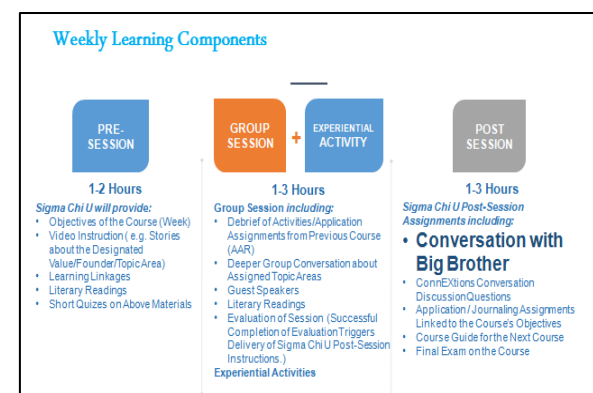 Weekly Learning Components
PRE-
SESSION
1-2 Hours
Sigma Chi U will provide:
• Objectives of the Course (Week)
• Video Instruction ( e.g. Stories
about the Designated
Value/Founder/Topic Area)
• Learning Linkages
• Literary Readings
• Short Quizes on Above Materials
GROUP
SESSION
+
EXPERIENTIAL
ACTIVITY
1-3 Hours
Group Session including:
• Debrief of Activities/Application
Assignments from Previous Course
(AAR)
• Deeper Group Conversation about
Assigned Topic Areas
• Guest Speakers
• Literary Readings
• Evaluation of Session (Successful
Completion of Evaluation Triggers
Delivery of Sigma Chi U Post-Session
Instructions.)
Experiential Activities
POST
SESSION
1-3 Hours
Sigma Chi U Post-Session
Assignments including:
• Conversation with
Big Brother
• ConnEXtions Conversation
Discussion Questions
• Application / Journaling Assignments
Linked to the Course's Objectives
• Course Guide for the Next Course
• Final Exam on the Course